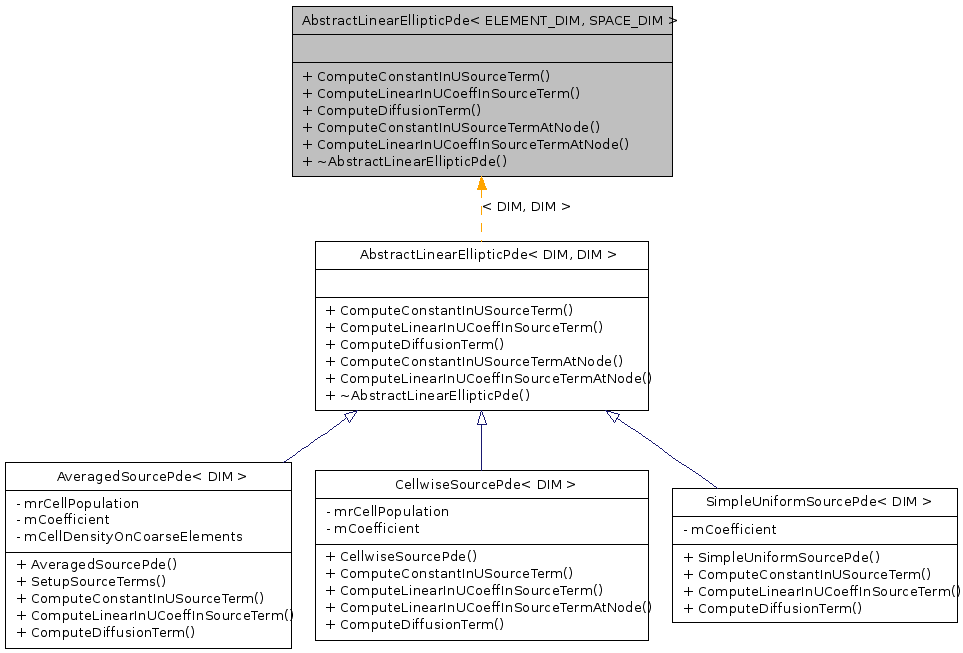 AbstractLinearEllipticPde< ELEMENT_DIM, SPACE_DIM >
+ ComputeConstantInUSourceTerm()
+ ComputeLinearInUCoeffInSourceTerm()
+ ComputeDiffusionTerm()
+ ComputeConstantInUSourceTermAtNode()
+ ComputeLinearInUCoeffInSourceTermAtNode()
+ ~AbstractLinearEllipticPde()
< DIM, DIM >
AbstractLinearEllipticPde< DIM, DIM >
+ ComputeConstantInUSourceTerm()
+ ComputeLinearInUCoeffInSourceTerm()
+ ComputeDiffusionTerm()
+ ComputeConstantInUSourceTermAtNode()
+ ComputeLinearInUCoeffInSourceTermAtNode()
+ ~AbstractLinearEllipticPde()
AveragedSourcePde< DIM >
- mrCellPopulation
- mCoefficient
- mCellDensityOnCoarseElements
+ AveragedSourcePde()
+ SetupSourceTerms()
+ ComputeConstantInUSourceTerm()
+ ComputeLinearInUCoeffInSourceTerm()
+ ComputeDiffusionTerm()
CellwiseSourcePde< DIM >
- mrCellPopulation
- mCoefficient
+ CellwiseSourcePde()
+ ComputeConstantInUSourceTerm()
+ ComputeLinearInUCoeffInSourceTerm()
+ ComputeLinearInUCoeffInSourceTermAtNode()
+ ComputeDiffusionTerm()
SimpleUniformSourcePde< DIM >
- mCoefficient
+ SimpleUniformSourcePde()
+ ComputeConstantInUSourceTerm()
+ ComputeLinearInUCoeffInSourceTerm()
+ ComputeDiffusionTerm()